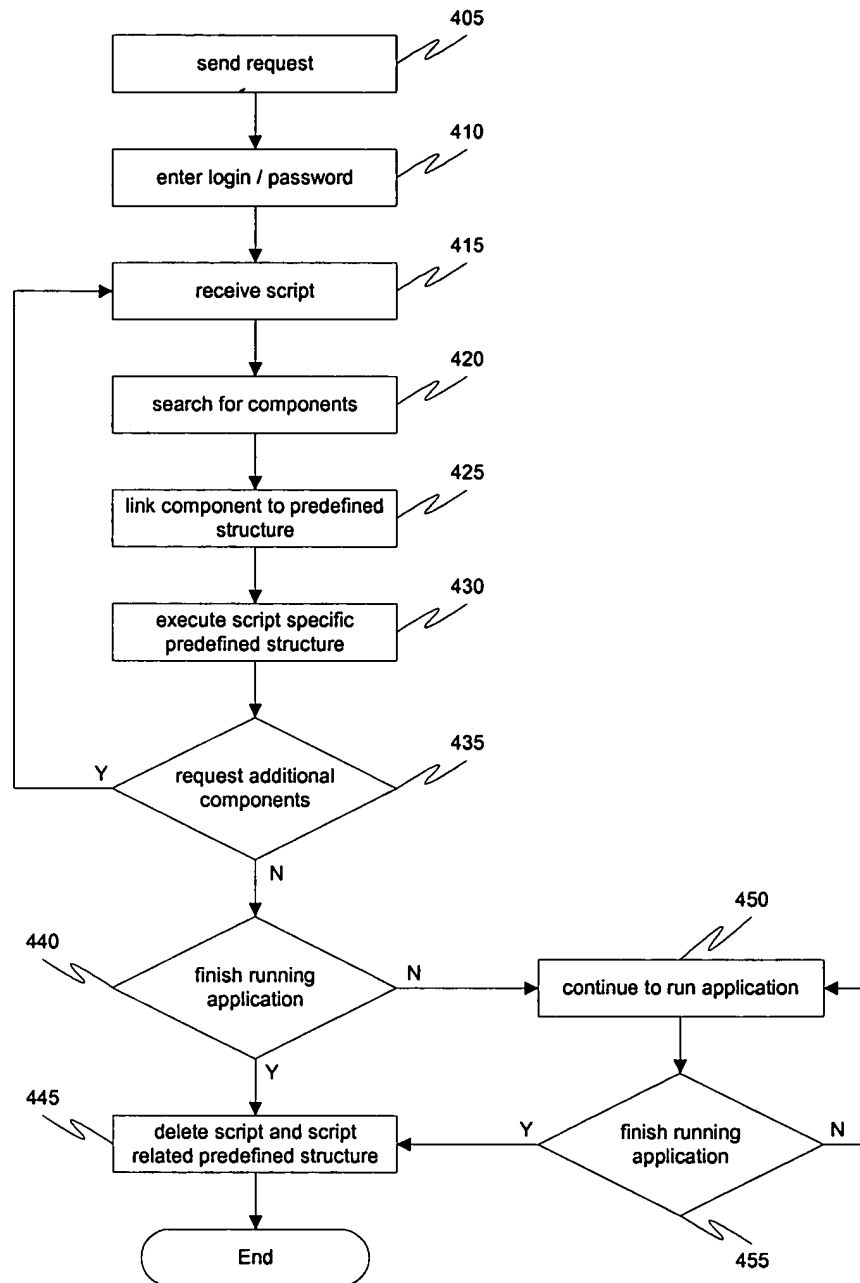 405
send request
410
enter login / password
415
receive script
420
search for components
425
link component to predefined
structure
430
execute script specific
predefined structure
435
Y
request additional
components
N
450
440
finish running
application
N
continue to run application
Y
445
delete script and script
related predefined structure
Y
finish running
application
N
End
455